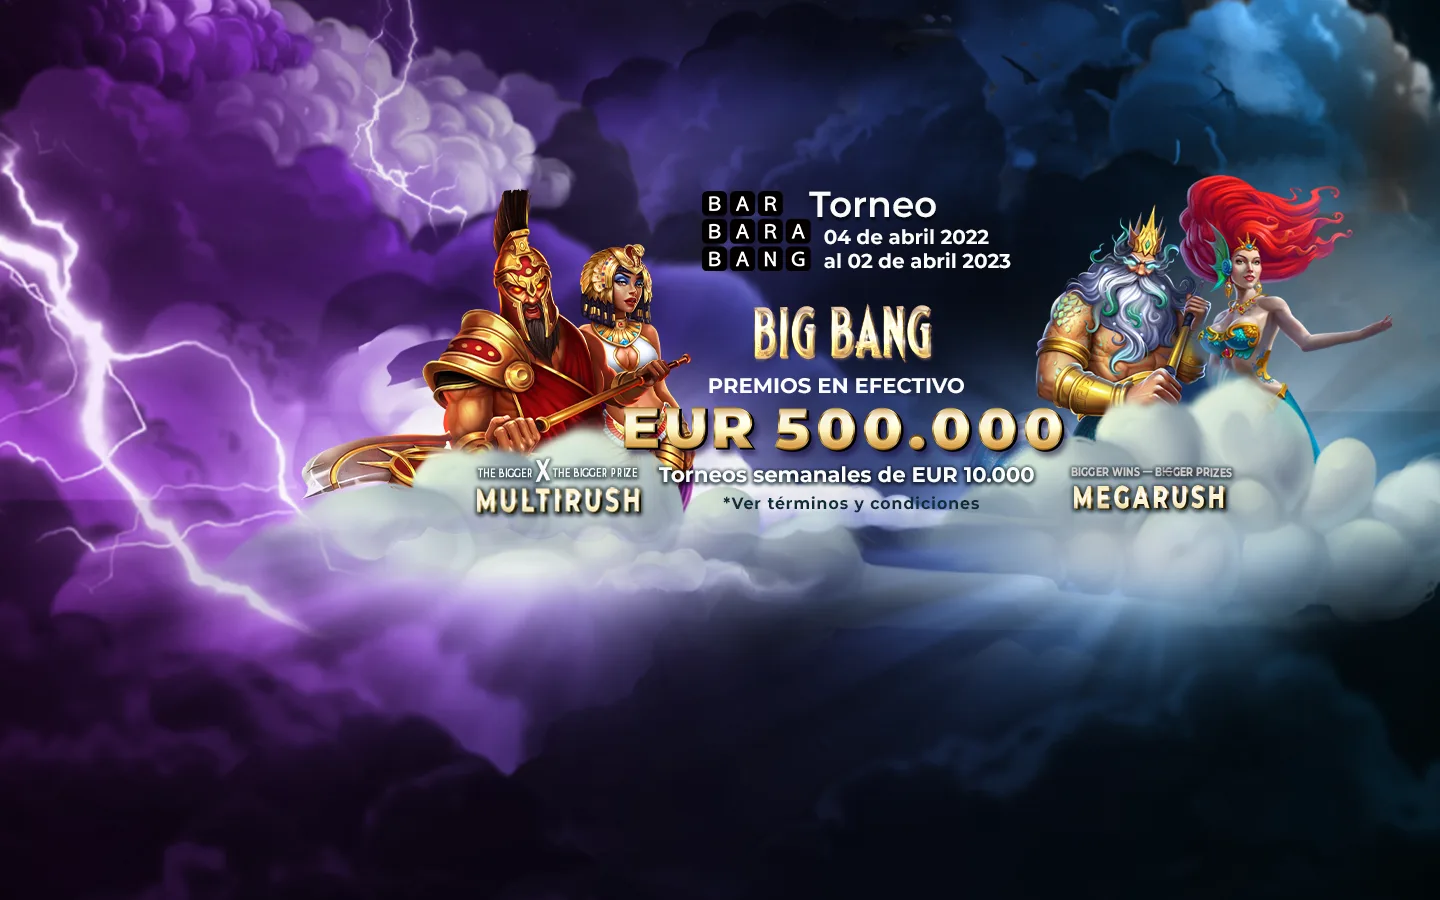 BAR
BARA
BANG
Torneo
04 de abril 2022
al 02 de abril 2023
BIG BANG
PREMIOS EN EFECTIVO
EUR 500.000
Torneos semanales de EUR 10.000
*Ver términos y condiciones
THE BIGGER X THE BIGGER PRIZE
MULTIRUSH
BIGGER WINS — BIGGER PRIZES
MEGARUSH